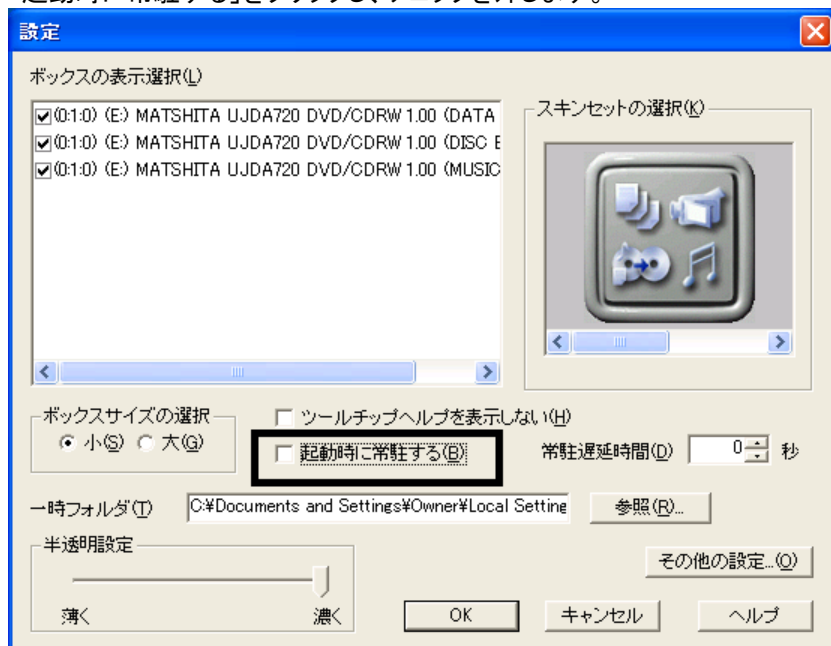 設定
ボックスの表示選択(L)
(0:1:0) (E:) MATSHITA UJDA720 DVD/CDRW 1.00 (DATA
(0:1:0) (E:) MATSHITA UJDA720 DVD/CDRW 1.00 (DISC
(0:1:0) (E:) MATSHITA UJDA720 DVD/CDRW 1.00 (MUSIC
スキンセットの選択(K)
ボックスサイズの選択
小(S) 大(G)
ツールチップヘルプを表示しない(H)
起動時に常駐する(B)
常駐遅延時間(D) 0 秒
一時フォルダ(T) C:¥Documents and Settings¥Owner¥Local Setting 参照(R)...
半透明設定
薄く 濃く
その他の設定...(O)
OK キャンセル ヘルプ